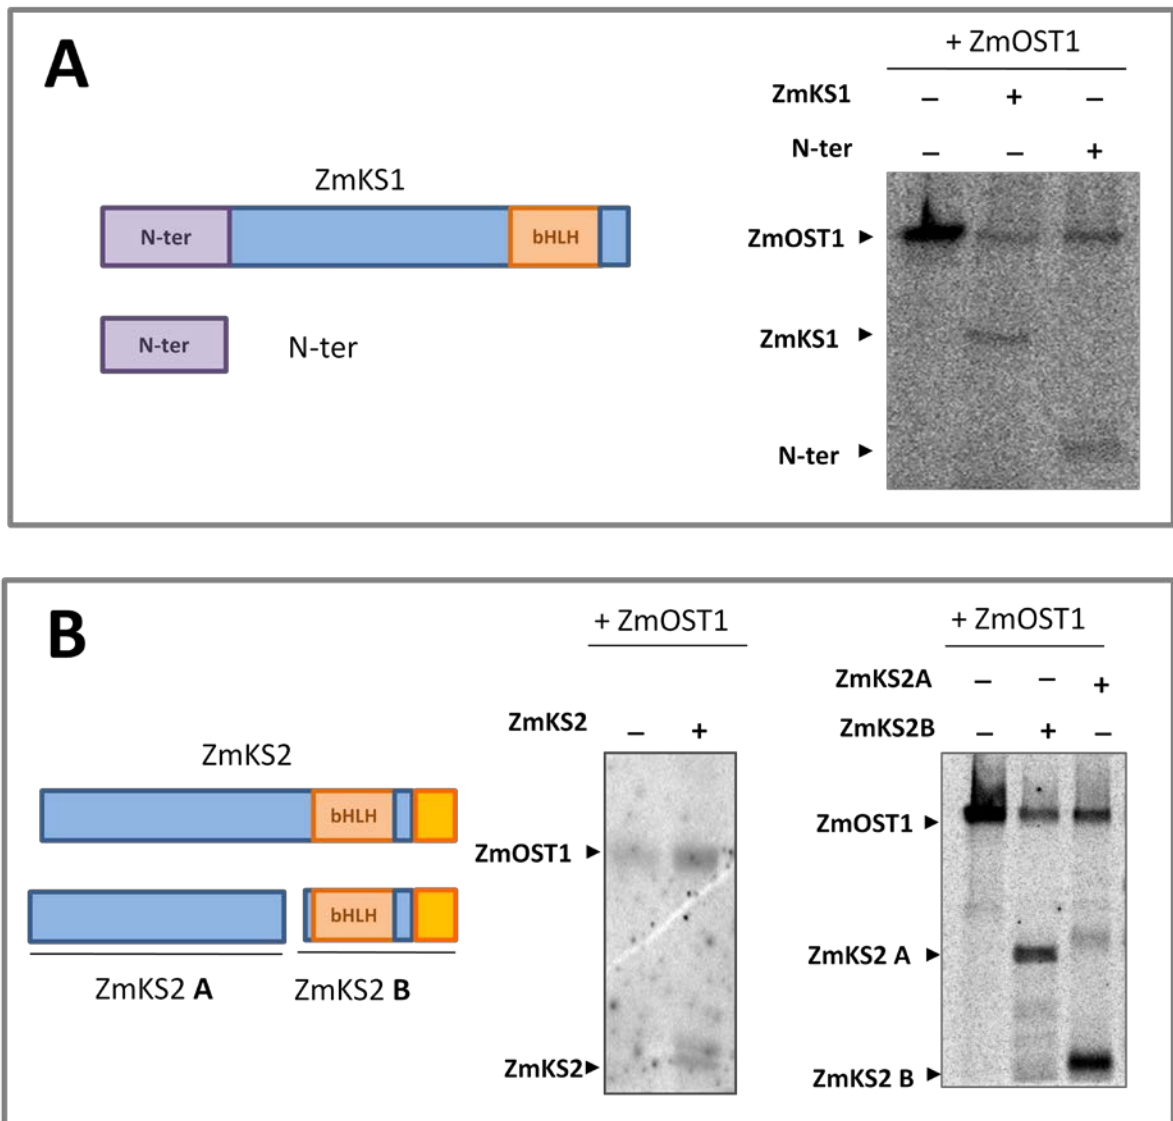 A
+ ZmOST1
ZmKS1 – + –
N-ter – – +
ZmKS1
N-ter
bHLH
N-ter
N-ter
ZmOST1 ►
ZmKS1 ►
N-ter ►
B
+ ZmOST1
+ ZmOST1
ZmKS2A – – +
ZmKS2 – +
ZmKS2B – + –
ZmKS2
bHLH
ZmOST1 ►
ZmOST1 ►
bHLH
ZmKS2 A
ZmKS2 A ►
ZmKS2 B
ZmKS2►
ZmKS2 B ►